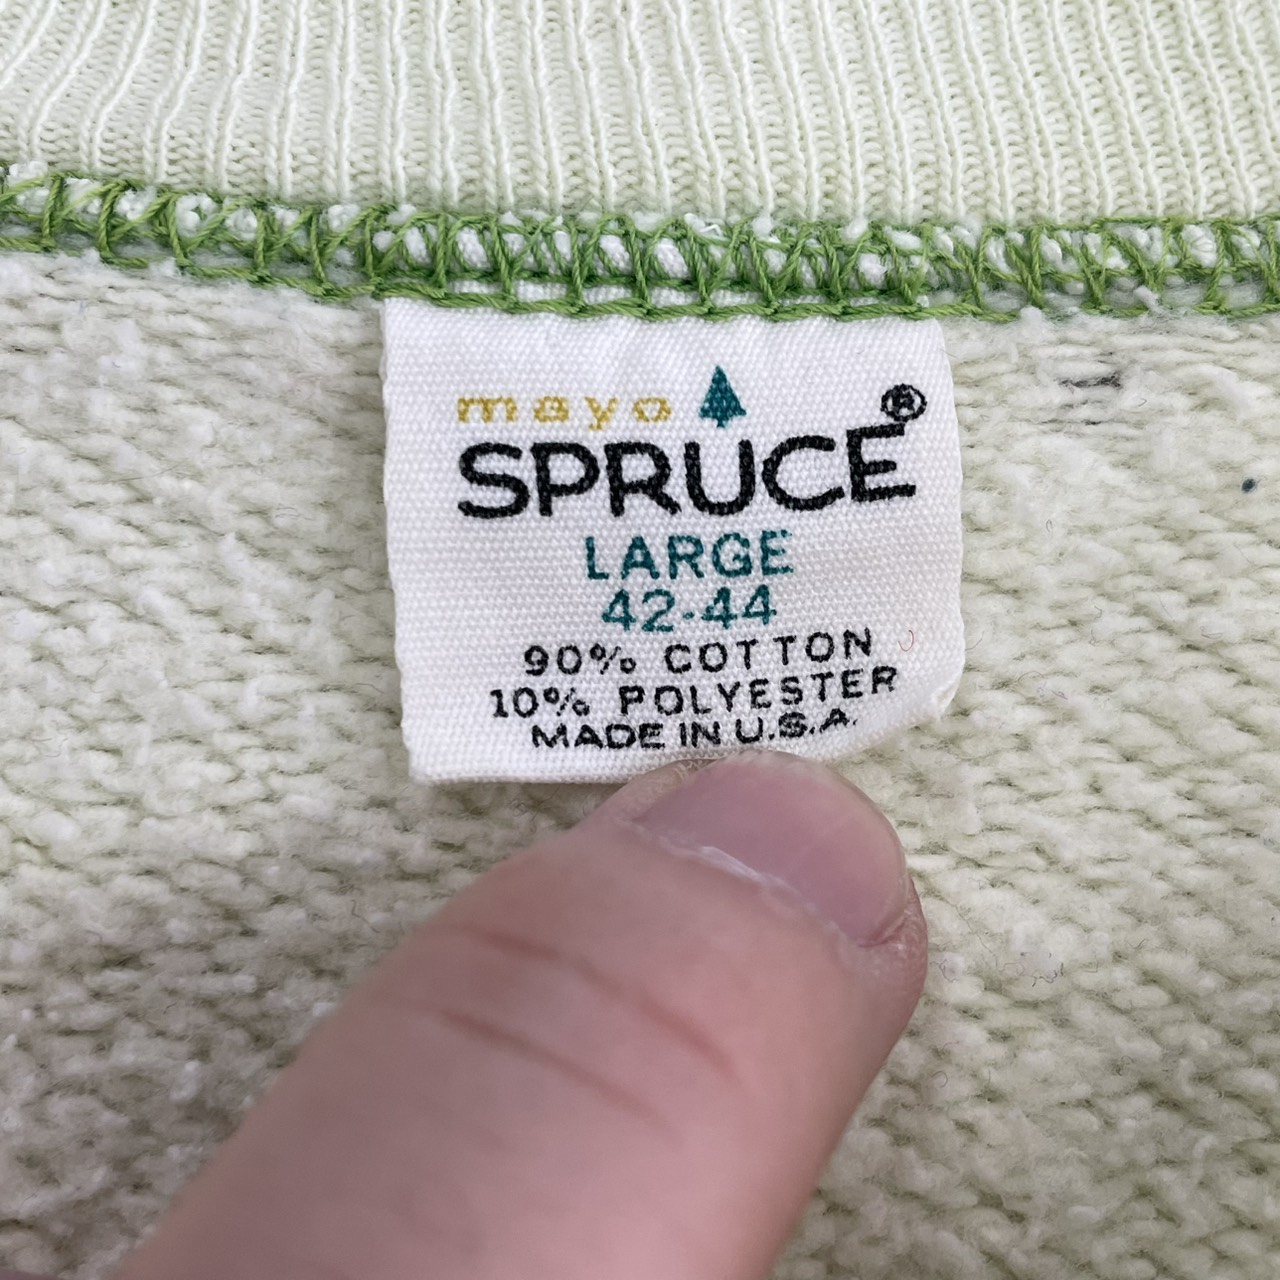 mayo
SPRUCE®
LARGE
42-44
90% COTTON
10% POLYESTER
MADE IN U.S.A.